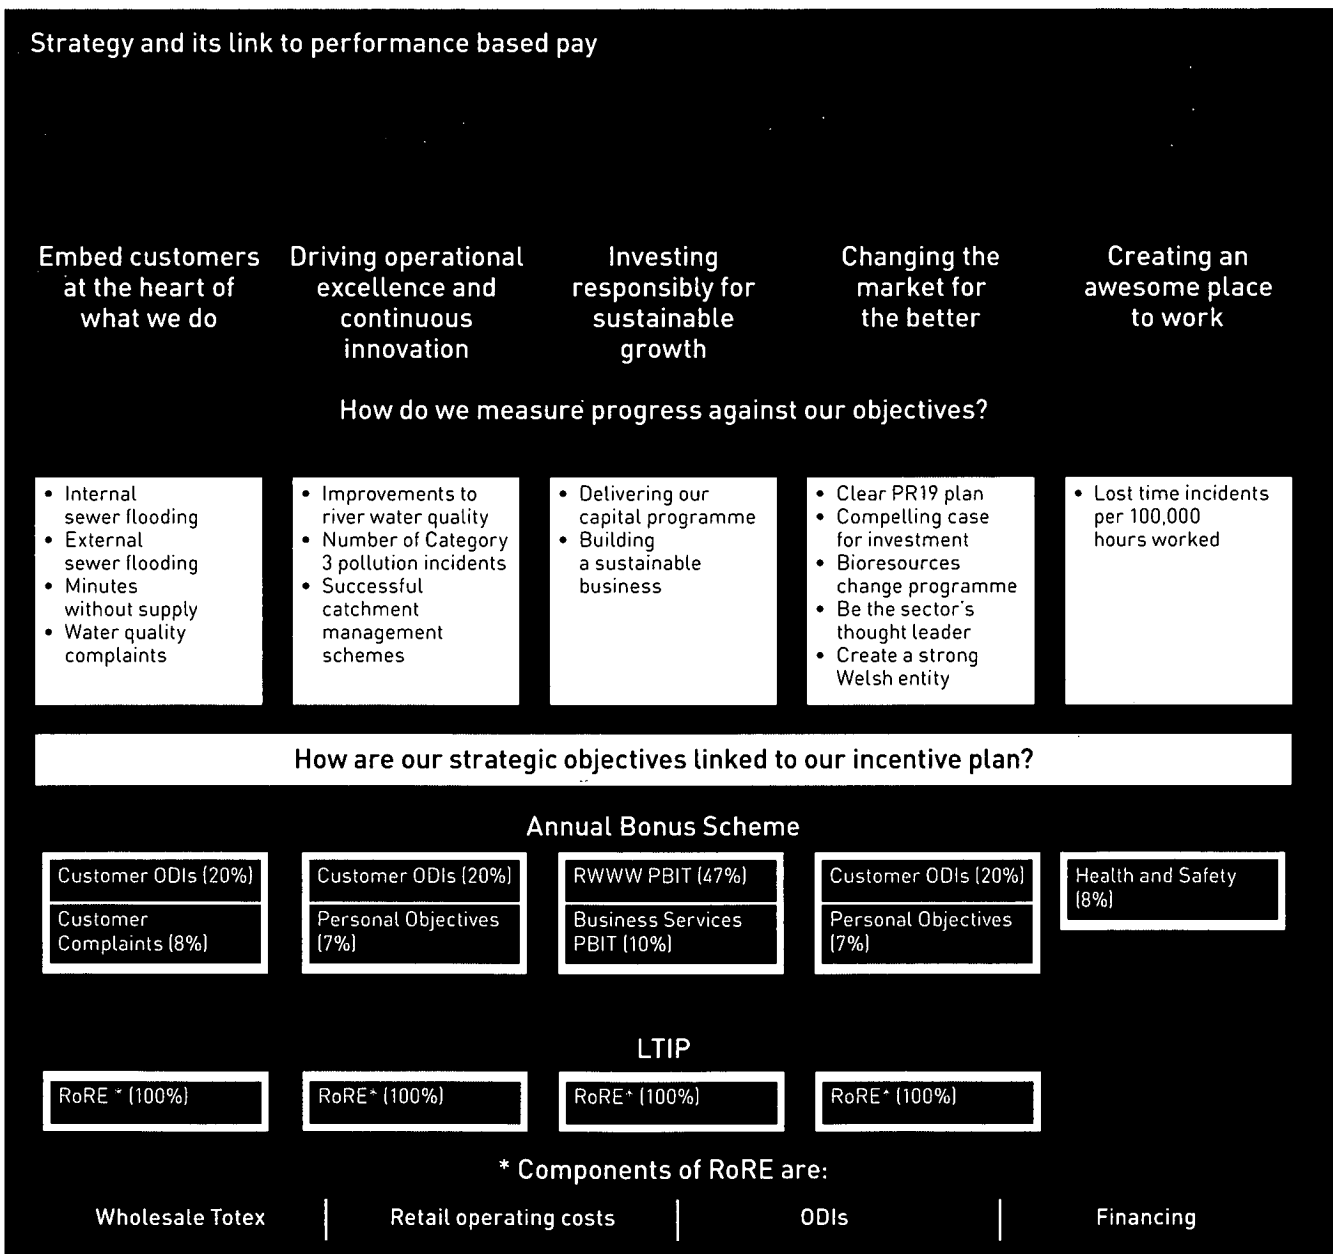 Strategy and its link to performance based pay
Embed customers
at the heart of
what we do
Driving operational
excellence and
continuous
innovation
Investing
responsibly for
sustainable
growth
Changing the
market for
the better
Creating an
awesome place
to work
How do we measure progress against our objectives?
• Internal
sewer flooding
• External
sewer flooding
• Minutes
without supply
• Water quality
complaints
• Improvements to
river water quality
• Number of Category
3 pollution incidents
• Successful
catchment
management
schemes
• Delivering our
capital programme
• Building
a sustainable
business
• Clear PR19 plan
• Compelling case
for investment
• Bioresources
change programme
• Be the sector's
thought leader
• Create a strong
Welsh entity
• Lost time incidents
per 100,000
hours worked
How are our strategic objectives linked to our incentive plan?
Annual Bonus Scheme
Customer ODIs (20%)
Customer
Complaints (8%)
Customer ODIs (20%)
Personal Objectives
(7%)
RWWW PBIT (47%)
Business Services
PBIT (10%)
Customer ODIs (20%)
Personal Objectives
(7%)
Health and Safety
(8%)
LTIP
RoRE * (100%)
RoRE* (100%)
RoRE* (100%)
RoRE* (100%)
* Components of RoRE are:
Wholesale Totex
Retail operating costs
ODIs
Financing